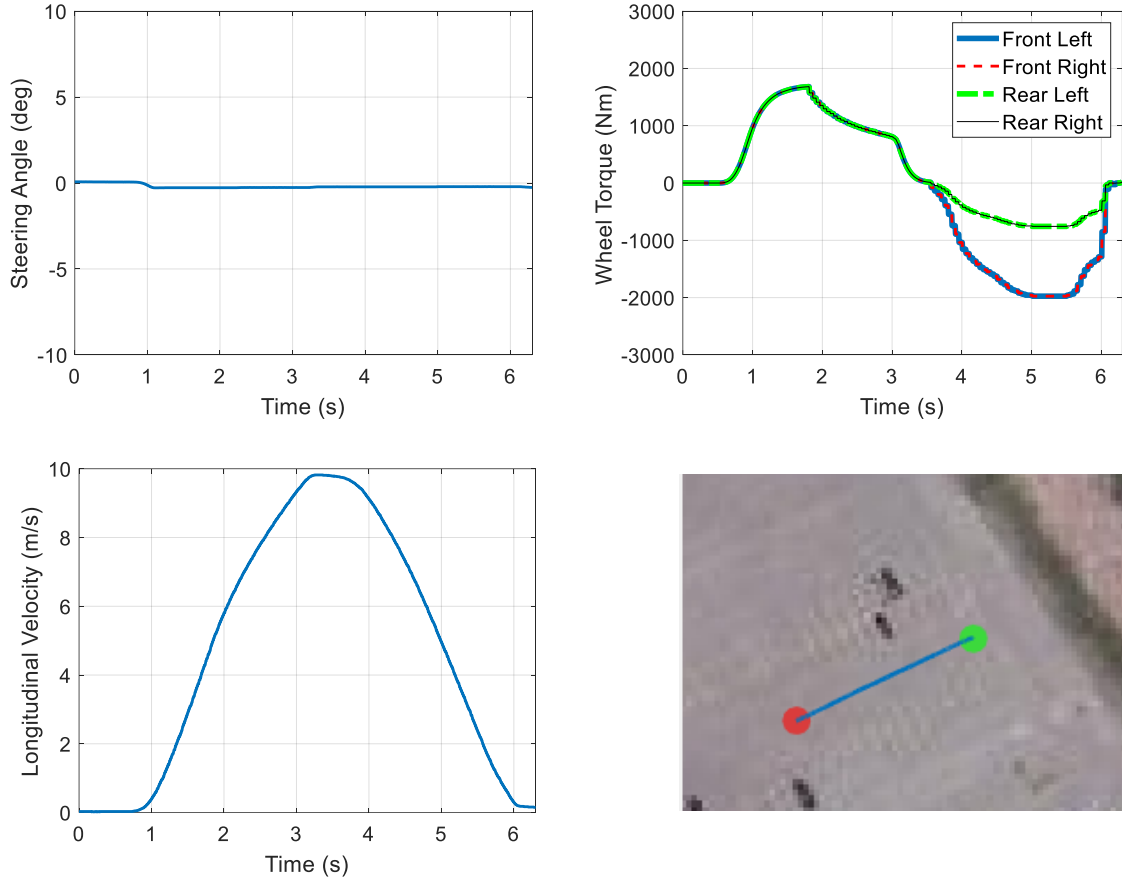 10
5
0
-5
-10
Steering Angle (deg)
0 1 2 3 4 5 6
Time (s)
3000
2000
1000
0
-1000
-2000
-3000
Wheel Torque (Nm)
Front Left
Front Right
Rear Left
Rear Right
0 1 2 3 4 5 6
Time (s)
10
8
6
4
2
0
Longitudinal Velocity (m/s)
0 1 2 3 4 5 6
Time (s)